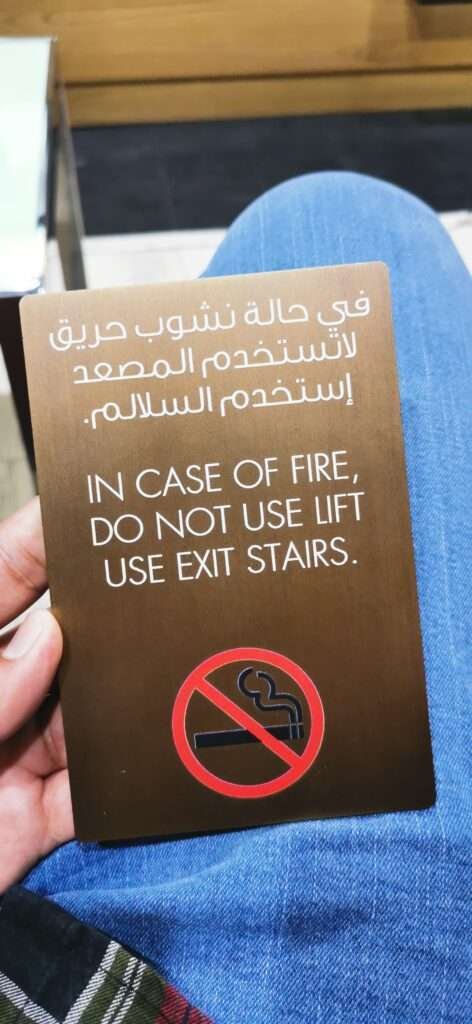 في حالة نشوب حريق
لاتستخدم المصعد
إستخدم السلالم.
IN CASE OF FIRE,
DO NOT USE LIFT
USE EXIT STAIRS.